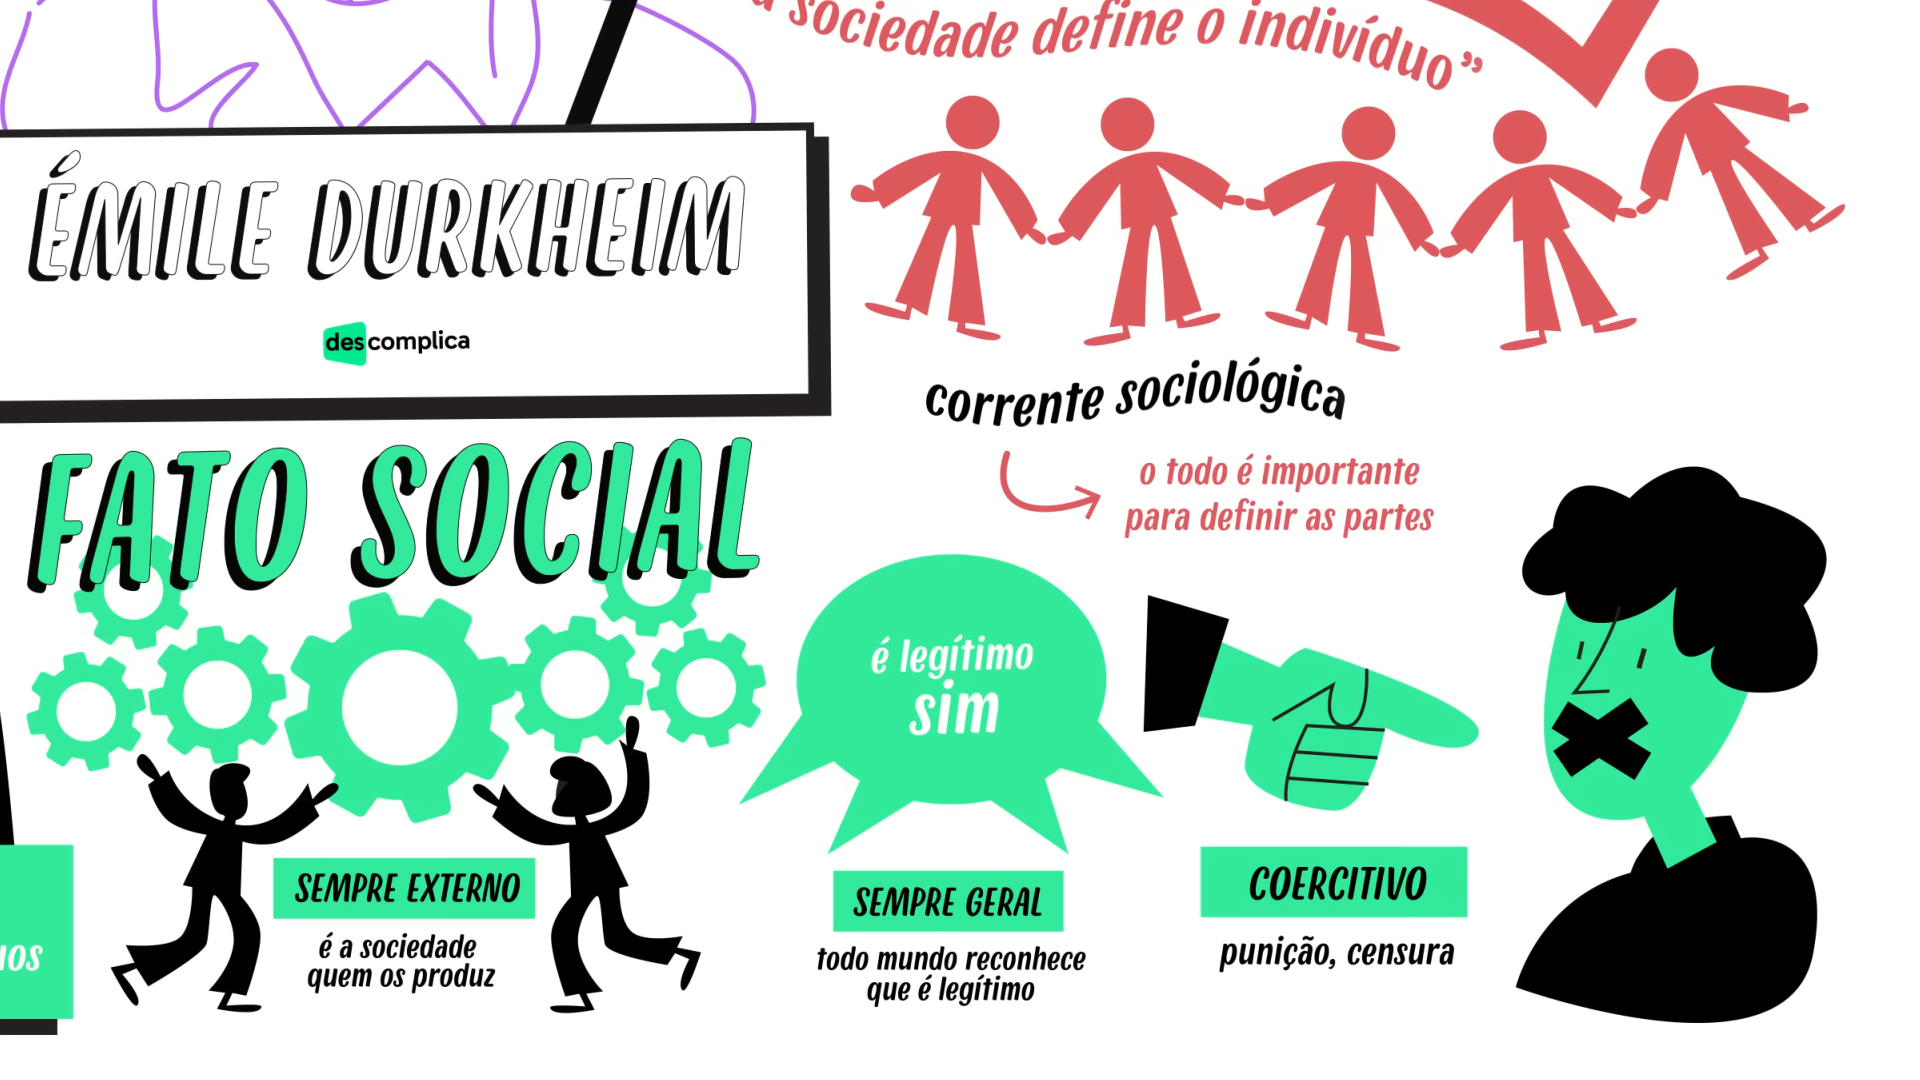 sociedade define o indivíduo"
ÉMILE DURKHEIM
descomplica
corrente sociológica
o todo é importante
para definir as partes
FATO SOCIAL
é legítimo
sim
SEMPRE EXTERNO
é a sociedade
quem os produz
SEMPRE GERAL
todo mundo reconhece
que é legítimo
COERCITIVO
punição, censura